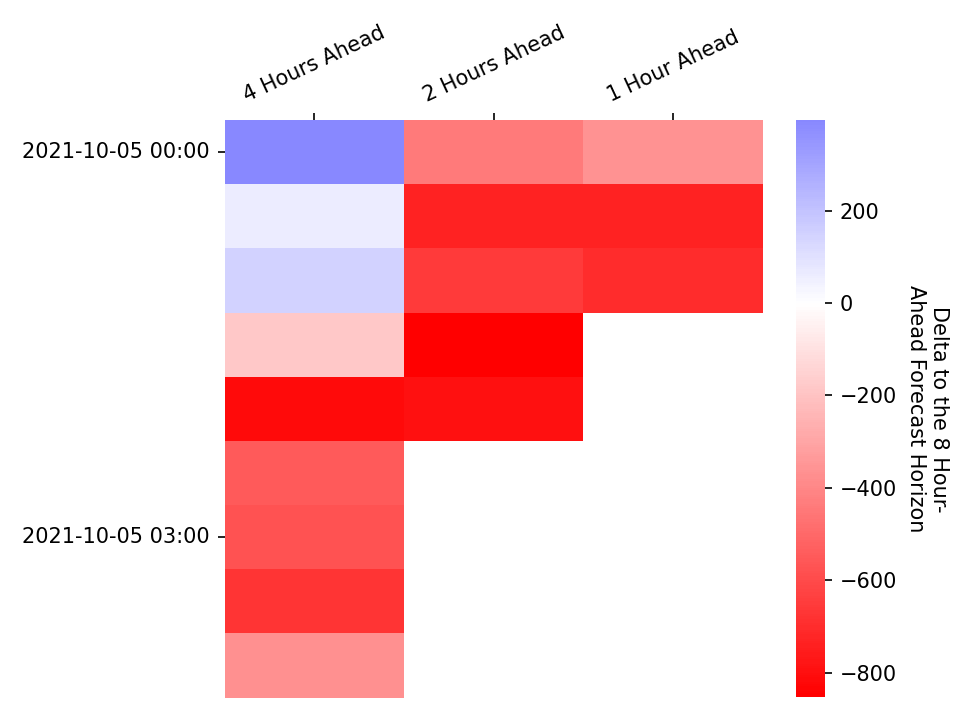 4 Hours Ahead
2 Hours Ahead
1 Hour Ahead
2021-10-05 00:00
2021-10-05 03:00
200
0
−200
−400
−600
−800
Delta to the 8 Hour-
Ahead Forecast Horizon